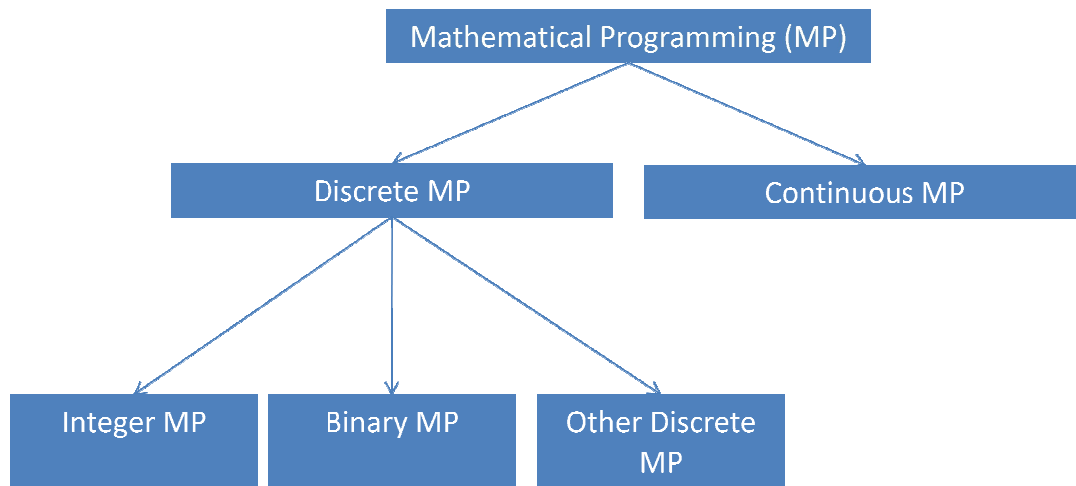 Mathematical Programming (MP)
Discrete MP
Continuous MP
Integer MP
Binary MP
Other Discrete
MP